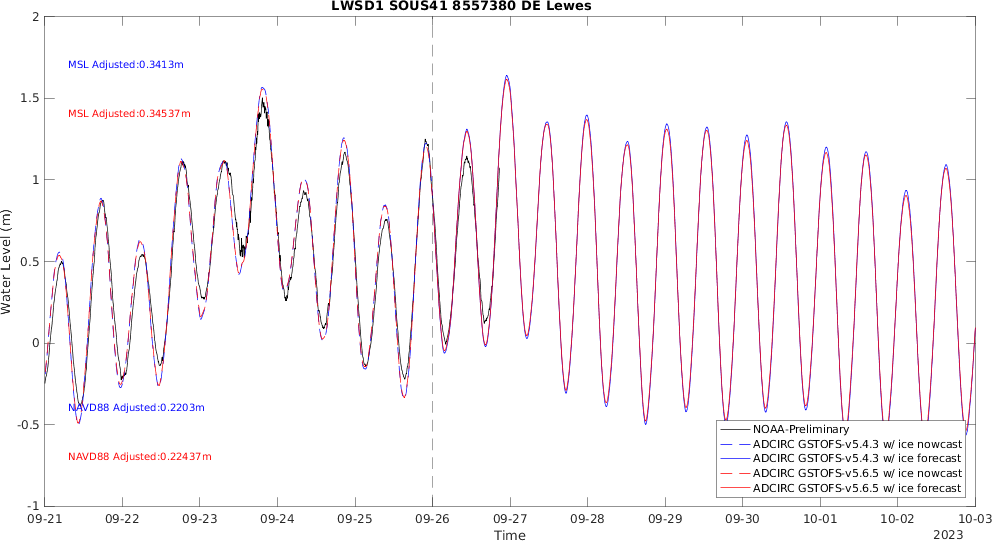 LWSD1 SOUS41 8557380 DE Lewes
2
1.5
1
0.5
0
-0.5
-1
Water Level (m)
MSL Adjusted:0.3413m
MSL Adjusted:0.34537m
NAVD88 Adjusted:0.2203m
NAVD88 Adjusted:0.22437m
NOAA-Preliminary
ADCIRC GSTOFS-v5.4.3 w/ ice nowcast
ADCIRC GSTOFS-v5.4.3 w/ ice forecast
ADCIRC GSTOFS-v5.6.5 w/ ice nowcast
ADCIRC GSTOFS-v5.6.5 w/ ice forecast
09-21 09-22 09-23 09-24 09-25 09-26 09-27 09-28 09-29 09-30 10-01 10-02 10-03
Time
2023